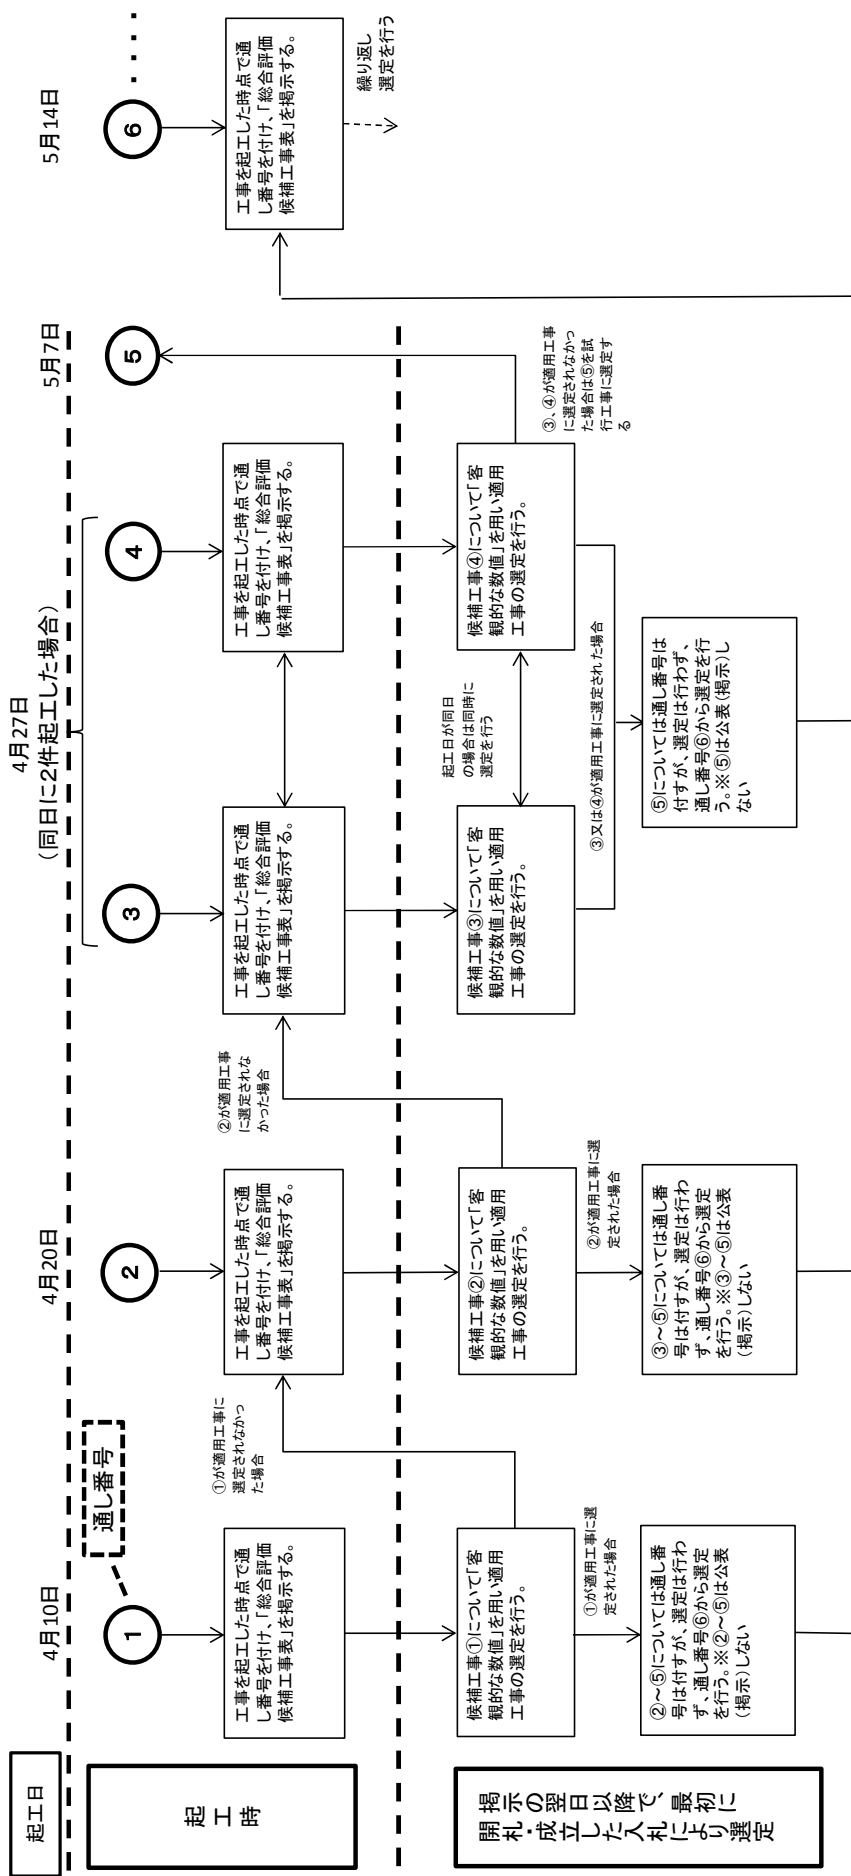 起工日
4月10日
4月20日
4月27日
(同日に2件起工した場合)
5月7日
5月14日
通し番号
1
2
3
4
5
6
・・・・
起工時
工事を起工した時点で通
し番号を付け、「総合評価
候補工事表」を掲示する。
工事を起工した時点で通
し番号を付け、「総合評価
候補工事表」を掲示する。
工事を起工した時点で通
し番号を付け、「総合評価
候補工事表」を掲示する。
工事を起工した時点で通
し番号を付け、「総合評価
候補工事表」を掲示する。
工事を起工した時点で通
し番号を付け、「総合評価
候補工事表」を掲示する。
①が適用工事に
選定されなかっ
た場合
②が適用工事
に選定されな
かった場合
繰り返し
選定を行う
掲示の翌日以降で、最初に
開札・成立した入札により選定
候補工事①について「客
観的な数値」を用い適用
工事の選定を行う。
候補工事②について「客
観的な数値」を用い適用
工事の選定を行う。
候補工事③について「客
観的な数値」を用い適用
工事の選定を行う。
起工日が同日
の場合は同時に
選定を行う
候補工事④について「客
観的な数値」を用い適用
工事の選定を行う。
③、④が適用工事
に選定されなかっ
た場合は⑤を試
行工事に選定す
る
①が適用工事に選
定された場合
②が適用工事に選
定された場合
③又は④が適用工事に選定された場合
②～⑤については通し番
号は付すが、選定は行わ
ず、通し番号⑥から選定
を行う。※②～⑤は公表
(掲示)しない
③～⑤については通し番
号は付すが、選定は行わ
ず、通し番号⑥から選定
を行う。※③～⑤は公表
(掲示)しない
⑤については通し番号は
付すが、選定は行わず、
通し番号⑥から選定を行
う。※⑤は公表(掲示)し
ない